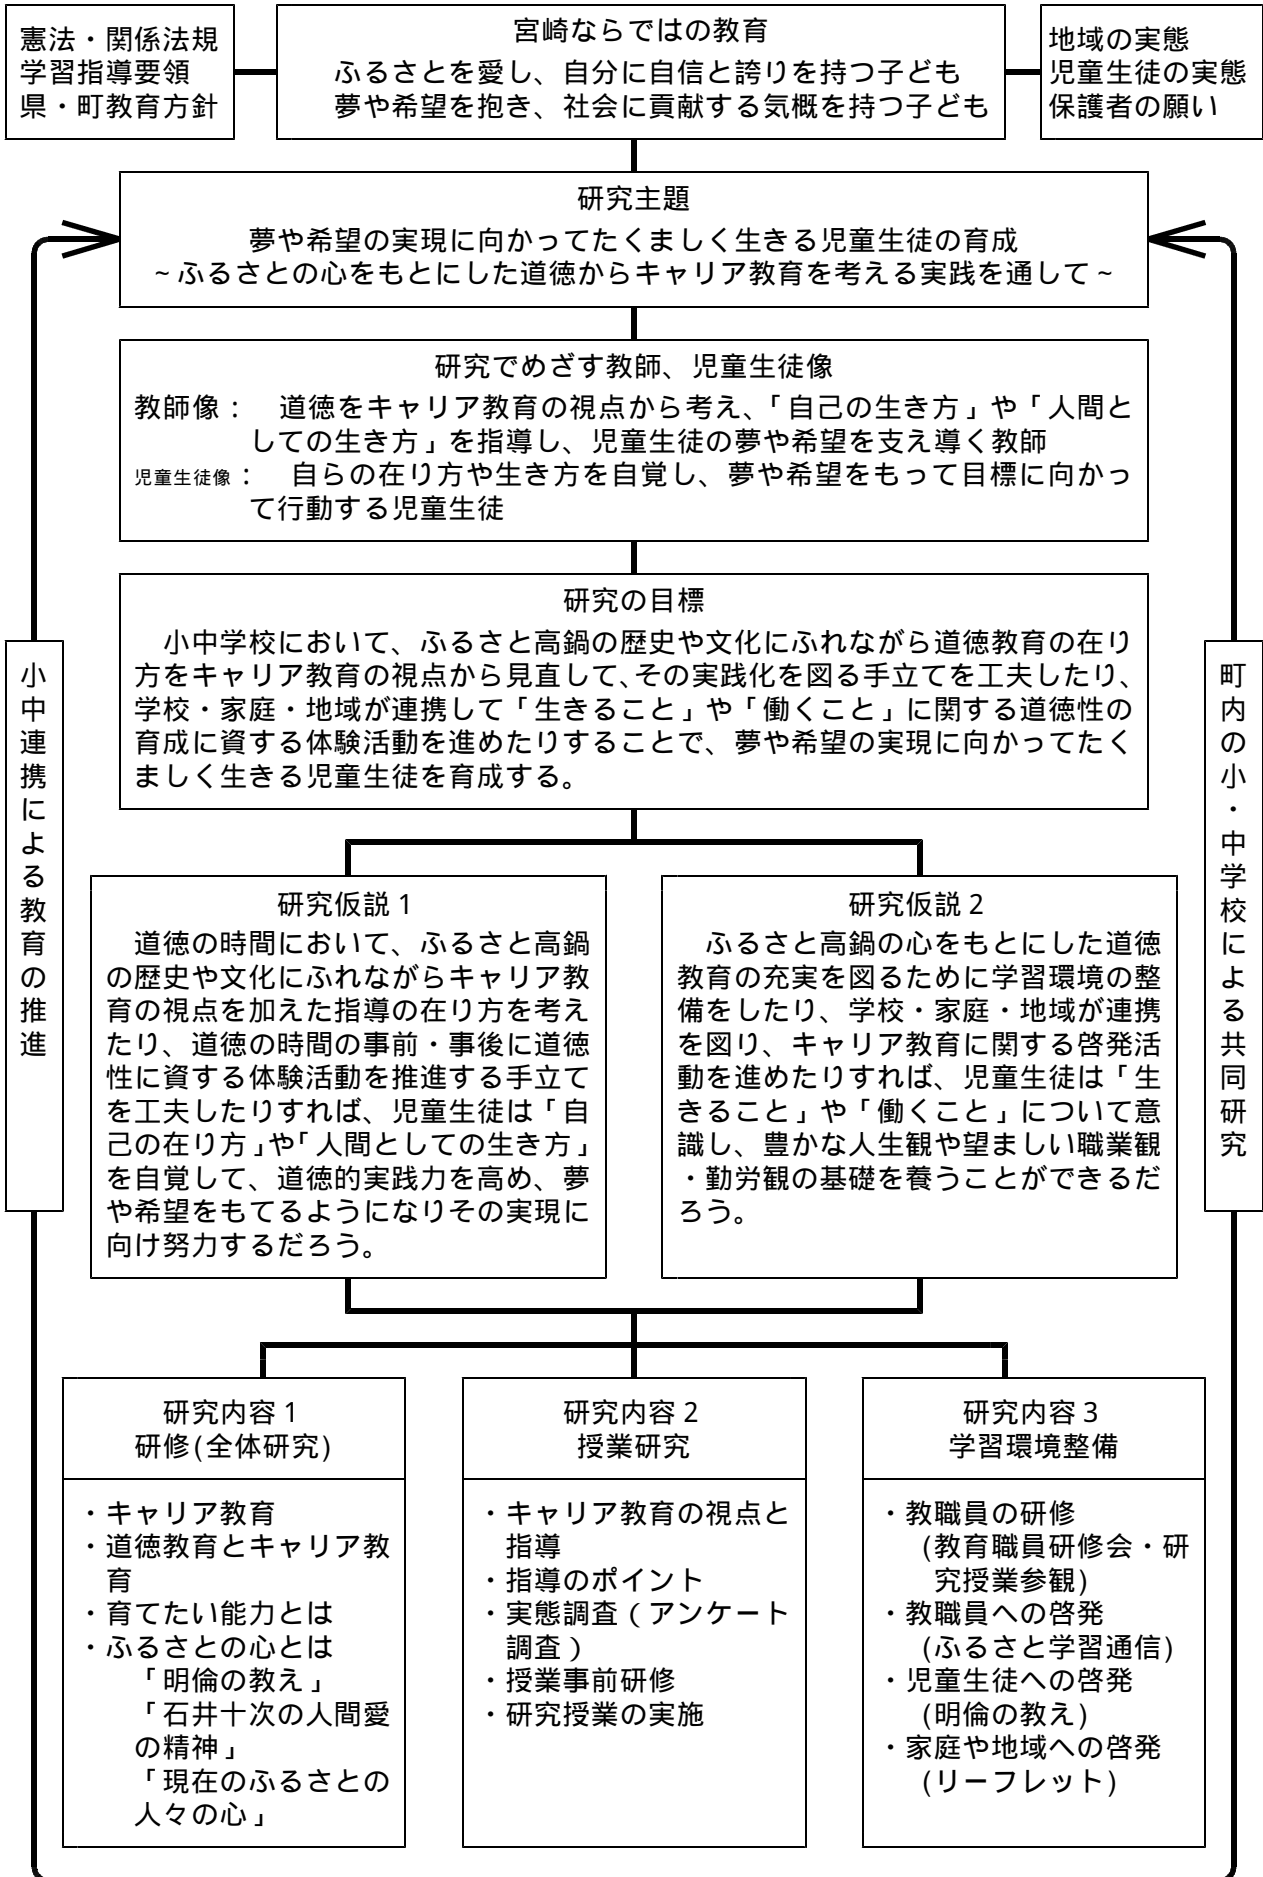 憲法・関係法規
学習指導要領
県・町教育方針
宮崎ならではの教育
ふるさとを愛し、自分に自信と誇りを持つ子ども
夢や希望を抱き、社会に貢献する気概を持つ子ども
地域の実態
児童生徒の実態
保護者の願い
研究主題
夢や希望の実現に向かってたくましく生きる児童生徒の育成
~ふるさとの心をもとにした道徳からキャリア教育を考える実践を通して~
研究でめざす教師、児童生徒像
教師像： 道徳をキャリア教育の視点から考え、「自己の生き方」や「人間と
しての生き方」を指導し、児童生徒の夢や希望を支え導く教師
児童生徒像： 自らの在り方や生き方を自覚し、夢や希望をもって目標に向かっ
て行動する児童生徒
研究の目標
小中学校において、ふるさと高鍋の歴史や文化にふれながら道徳教育の在り
方をキャリア教育の視点から見直して、その実践化を図る手立てを工夫したり、
学校・家庭・地域が連携して「生きること」や「働くこと」に関する道徳性の
育成に資する体験活動を進めたりすることで、夢や希望の実現に向かってたく
ましく生きる児童生徒を育成する。
小中連携による教育の推進
町内の小・中学校による共同研究
研究仮説1
道徳の時間において、ふるさと高鍋
の歴史や文化にふれながらキャリア教
育の視点を加えた指導の在り方を考え
たり、道徳の時間の事前・事後に道徳
性に資する体験活動を推進する手立て
を工夫したりすれば、児童生徒は「自
己の在り方」や「人間としての生き方」
を自覚して、道徳的実践力を高め、夢
や希望をもてるようになりその実現に
向け努力するだろう。
研究仮説2
ふるさと高鍋の心をもとにした道徳
教育の充実を図るために学習環境の整
備をしたり、学校・家庭・地域が連携
を図り、キャリア教育に関する啓発活
動を進めたりすれば、児童生徒は「生
きること」や「働くこと」について意
識し、豊かな人生観や望ましい職業観
・勤労観の基礎を養うことができるだ
ろう。
研究内容1
研修(全体研究)
・キャリア教育
・道徳教育とキャリア教
育
・育てたい能力とは
・ふるさとの心とは
「明倫の教え」
「石井十次の人間愛
の精神」
「現在のふるさとの
人々の心」
研究内容2
授業研究
・キャリア教育の視点と
指導
・指導のポイント
・実態調査（アンケート
調査）
・授業事前研修
・研究授業の実施
研究内容3
学習環境整備
・教職員の研修
(教育職員研修会・研
究授業参観)
・教職員への啓発
(ふるさと学習通信)
・児童生徒への啓発
(明倫の教え)
・家庭や地域への啓発
(リーフレット)